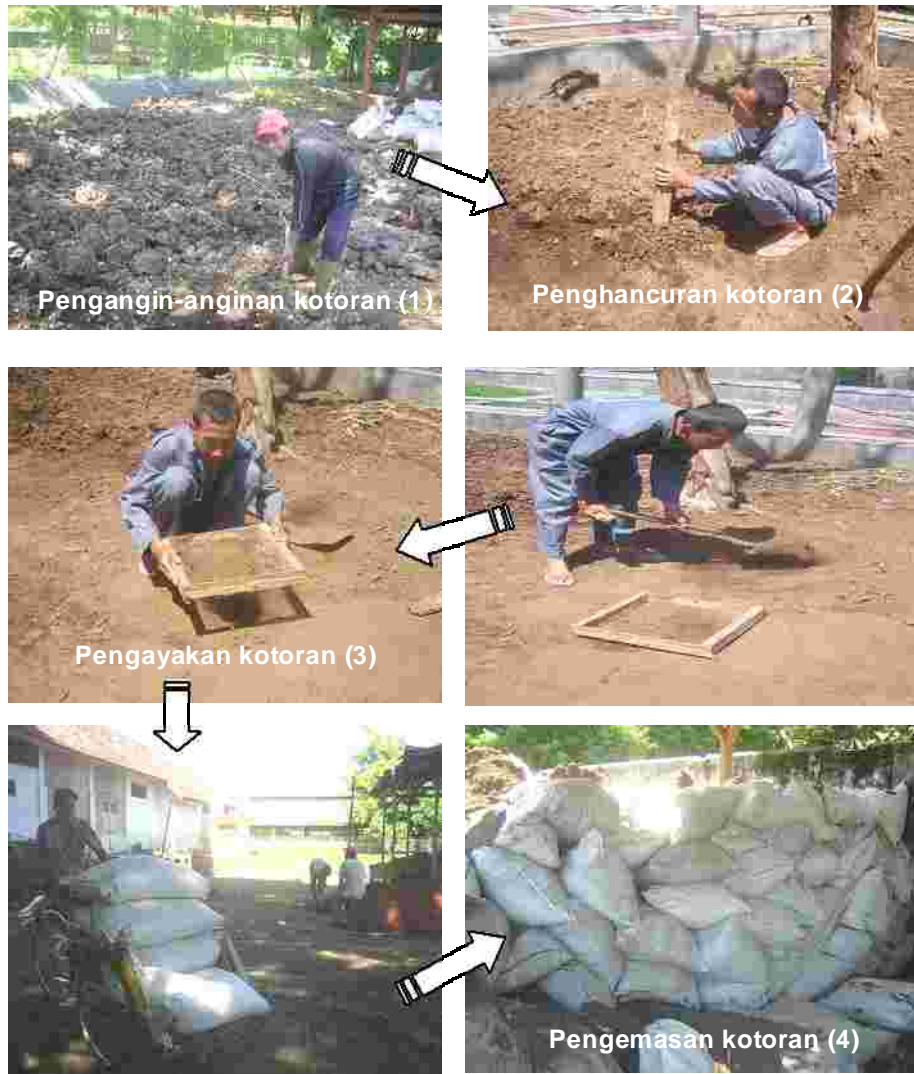 Pengangin-anginan kotoran (1)
Penghancuran kotoran (2)
Pengayakan kotoran (3)
Pengemasan kotoran (4)